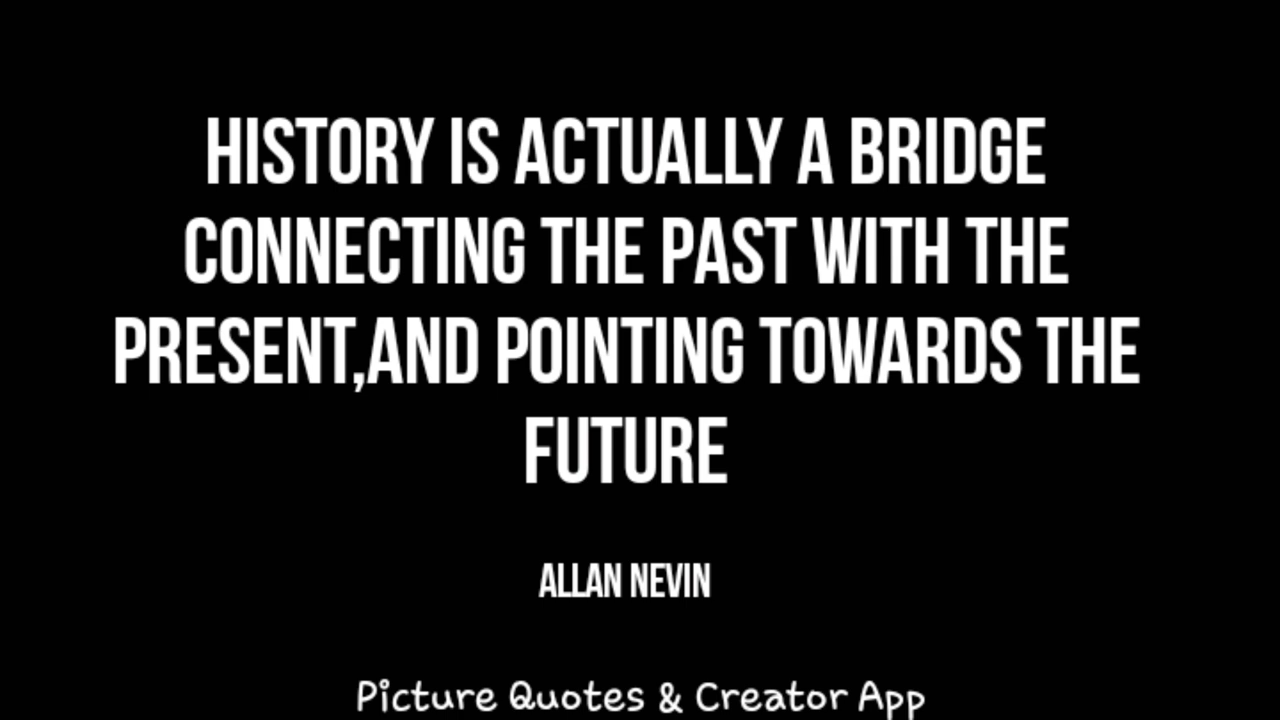 HISTORY IS ACTUALLY A BRIDGE
CONNECTING THE PAST WITH THE
PRESENT,AND POINTING TOWARDS THE
FUTURE
ALLAN NEVIN
Picture Quotes & Creator App